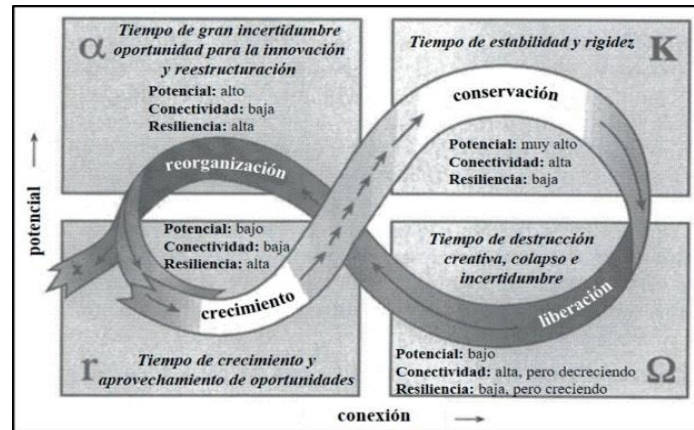 α
Tiempo de gran incertidumbre
oportunidad para la innovación
y reestructuración
Potencial: alto
Conectividad: baja
Resiliencia: alta
Tiempo de estabilidad y rigidez
K
conservación
Potencial: muy alto
Conectividad: alta
Resiliencia: baja
reorganización
potencial
Potencial: bajo
Conectividad: baja
Resiliencia: alta
x
crecimiento
r
Tiempo de crecimiento y
aprovechamiento de oportunidades
Tiempo de destrucción
creativa, colapso e
incertidumbre
liberación
Potencial: bajo
Conectividad: alta, pero decreciendo
Resiliencia: baja, pero creciendo
Ω
conexión